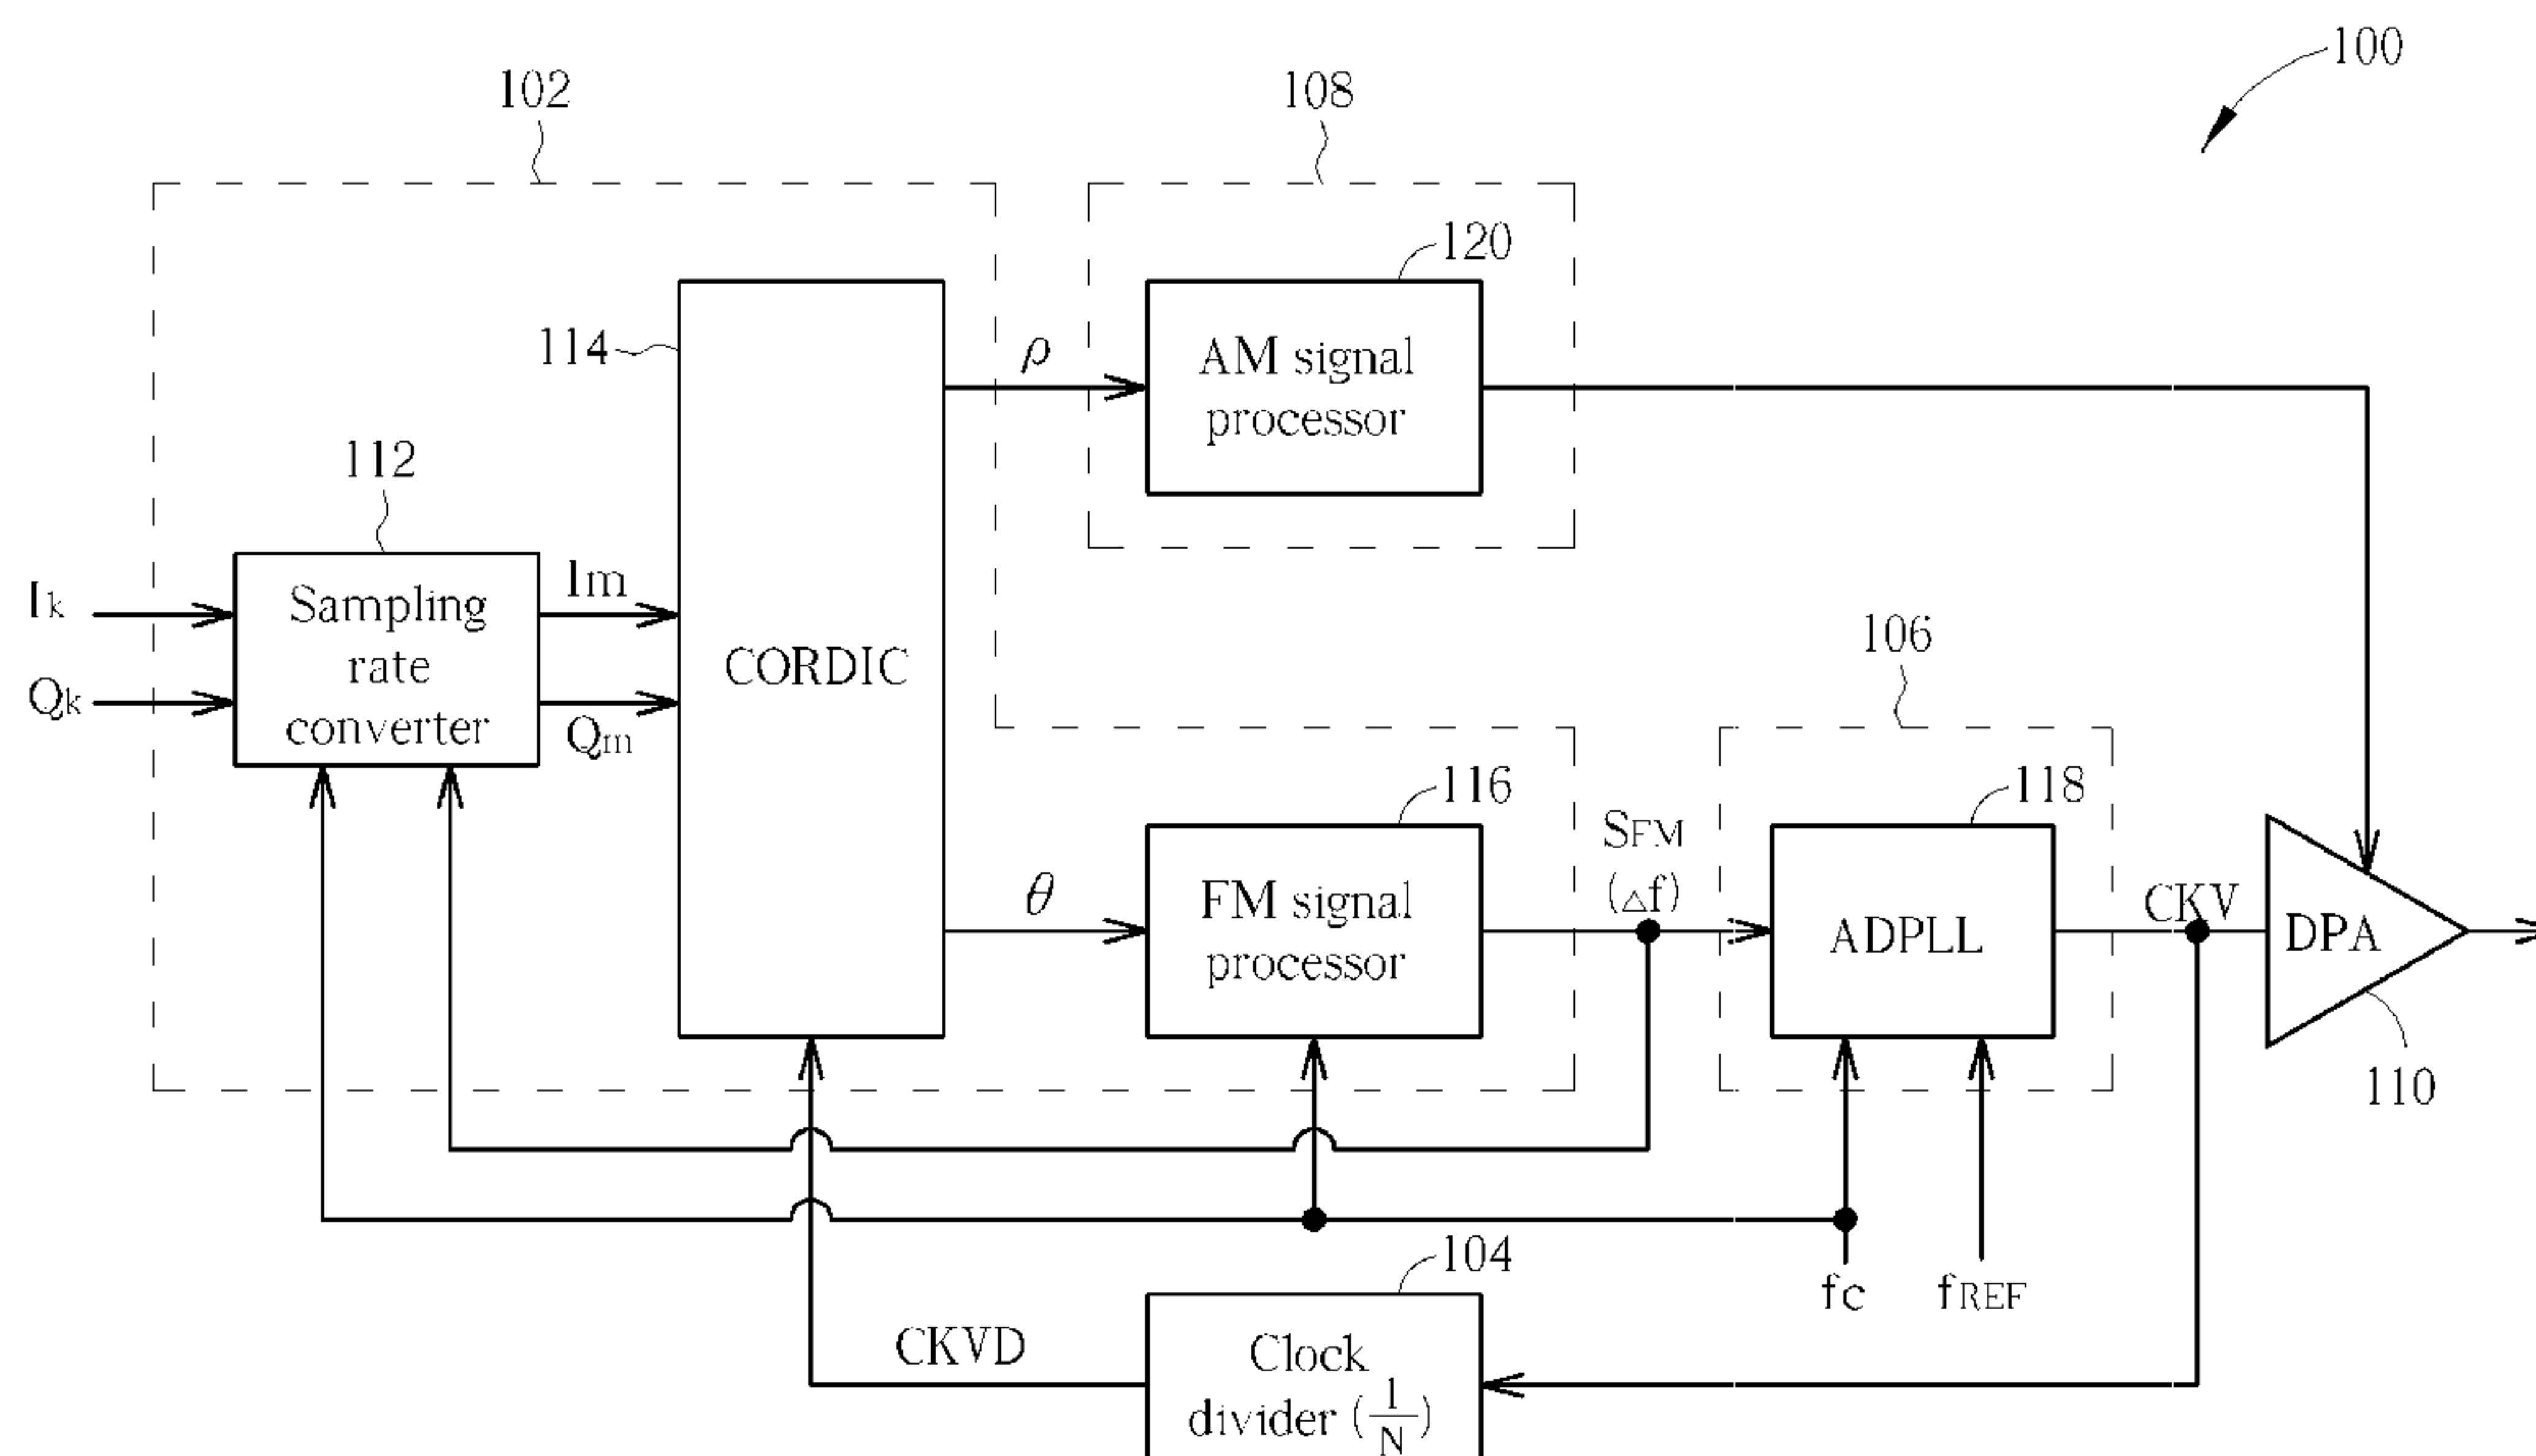 100
102
108
120
114
ρ
AM signal
processor
112
Ik
Im
Sampling
rate
converter
Qk
Qm
CORDIC
106
116
118
SFM
(△f)
θ
FM signal
processor
ADPLL
CKV
DPA
110
104
fC
fREF
CKVD
Clock
divider (1/N)